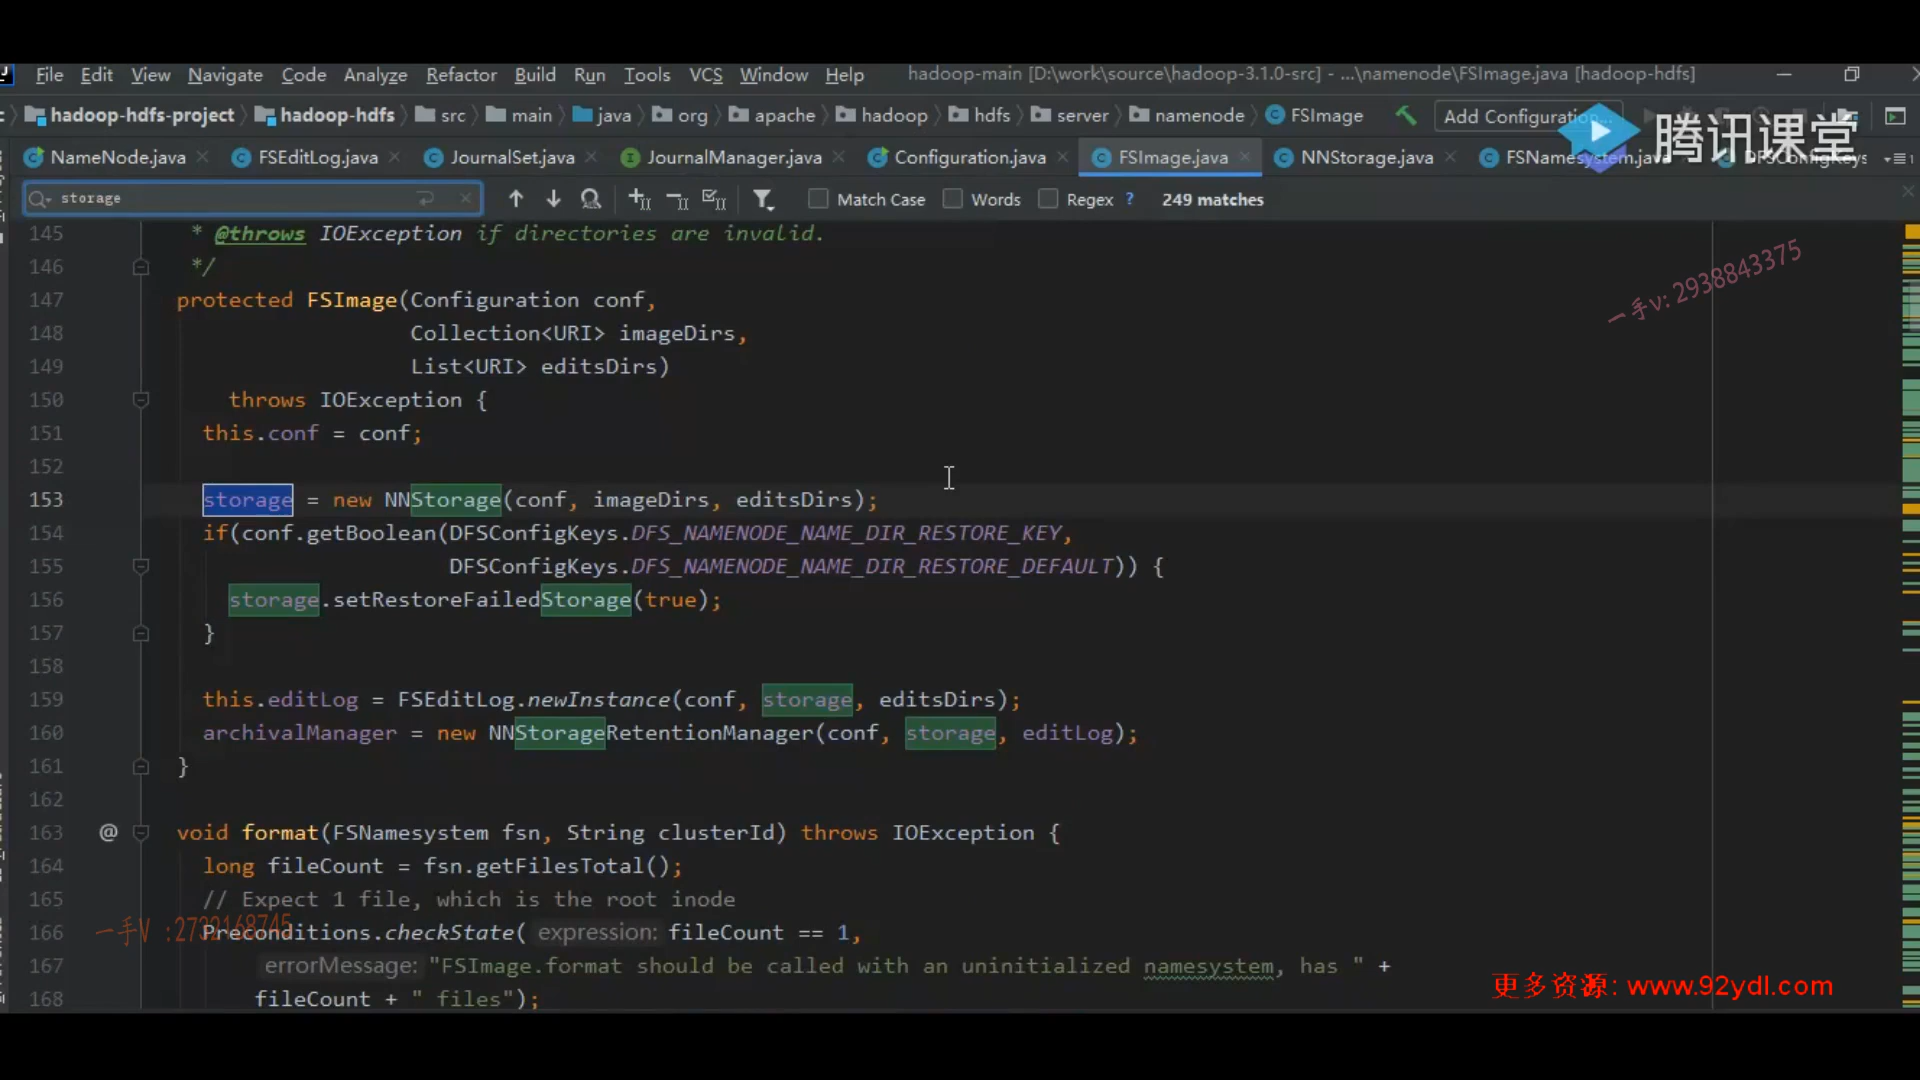 File Edit View Navigate Code Analyze Refactor Build Run Tools VCS Window Help hadoop-main [D:\work\source\hadoop-3.1.0-src] - ...\namenode\FSImage.java [hadoop-hdfs]
hadoop-hdfs-project hadoop-hdfs src main java org apache hadoop hdfs server namenode FSImage Add Configuration...
腾讯课堂
NameNode.java FSEditLog.java JournalSet.java JournalManager.java Configuration.java FSImage.java NNStorage.java FSNamesystem.java DFSConfigKeys
storage Match Case Words Regex ? 249 matches
145 * @throws IOException if directories are invalid.
146 */
147 protected FSImage(Configuration conf,
148 Collection<URI> imageDirs,
149 List<URI> editsDirs)
150 throws IOException {
151 this.conf = conf;
152
153 storage = new NNStorage(conf, imageDirs, editsDirs);
154 if(conf.getBoolean(DFSConfigKeys.DFS_NAMENODE_NAME_DIR_RESTORE_KEY,
155 DFSConfigKeys.DFS_NAMENODE_NAME_DIR_RESTORE_DEFAULT)) {
156 storage.setRestoreFailedStorage(true);
157 }
158
159 this.editLog = FSEditLog.newInstance(conf, storage, editsDirs);
160 archivalManager = new NNStorageRetentionManager(conf, storage, editLog);
161 }
162
163 @ void format(FSNamesystem fsn, String clusterId) throws IOException {
164 long fileCount = fsn.getFilesTotal();
165 // Expect 1 file, which is the root inode
166 Preconditions.checkState( expression: fileCount == 1,
167 errorMessage: "FSImage.format should be called with an uninitialized namesystem, has " +
168 fileCount + " files");
一手v:2938843375
一手V :2732168745
更多资源: www.92ydl.com